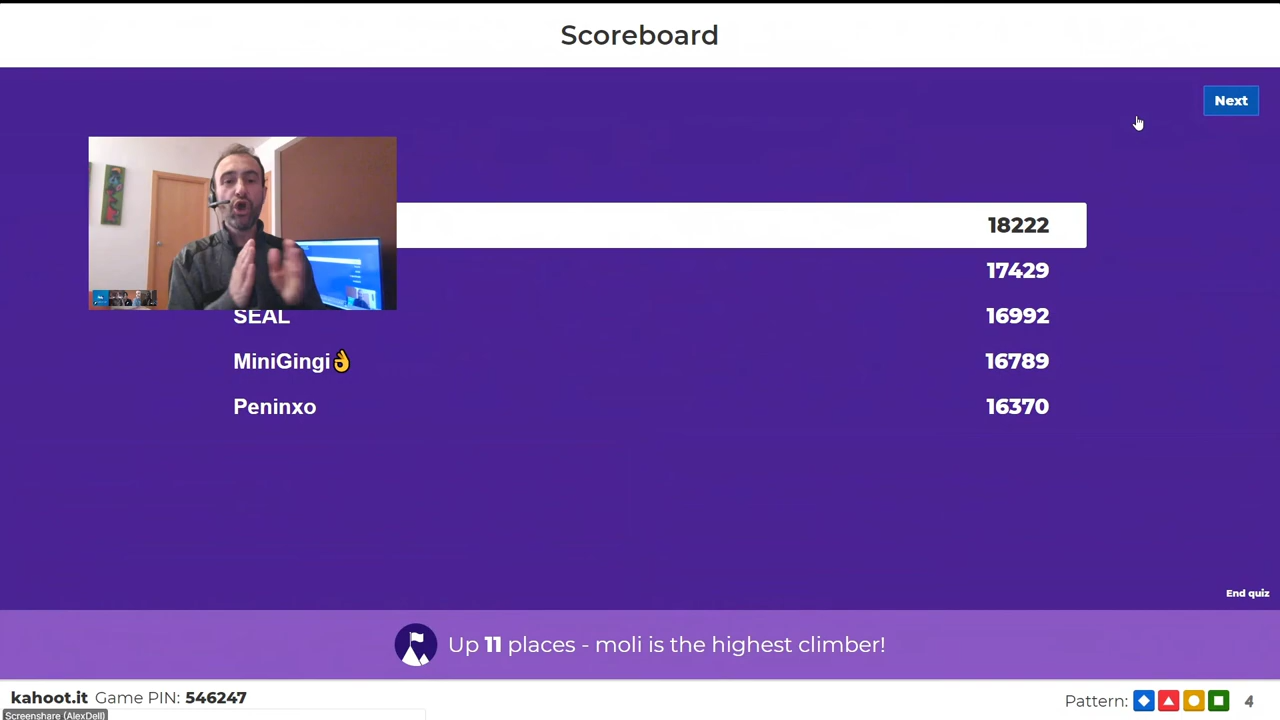 Scoreboard
Next
18222
17429
SEAL 16992
MiniGingi👌 16789
Peninxo 16370
End quiz
Up 11 places - moli is the highest climber!
kahoot.it Game PIN: 546247
Pattern: 4
Screenshare (AlexDell)